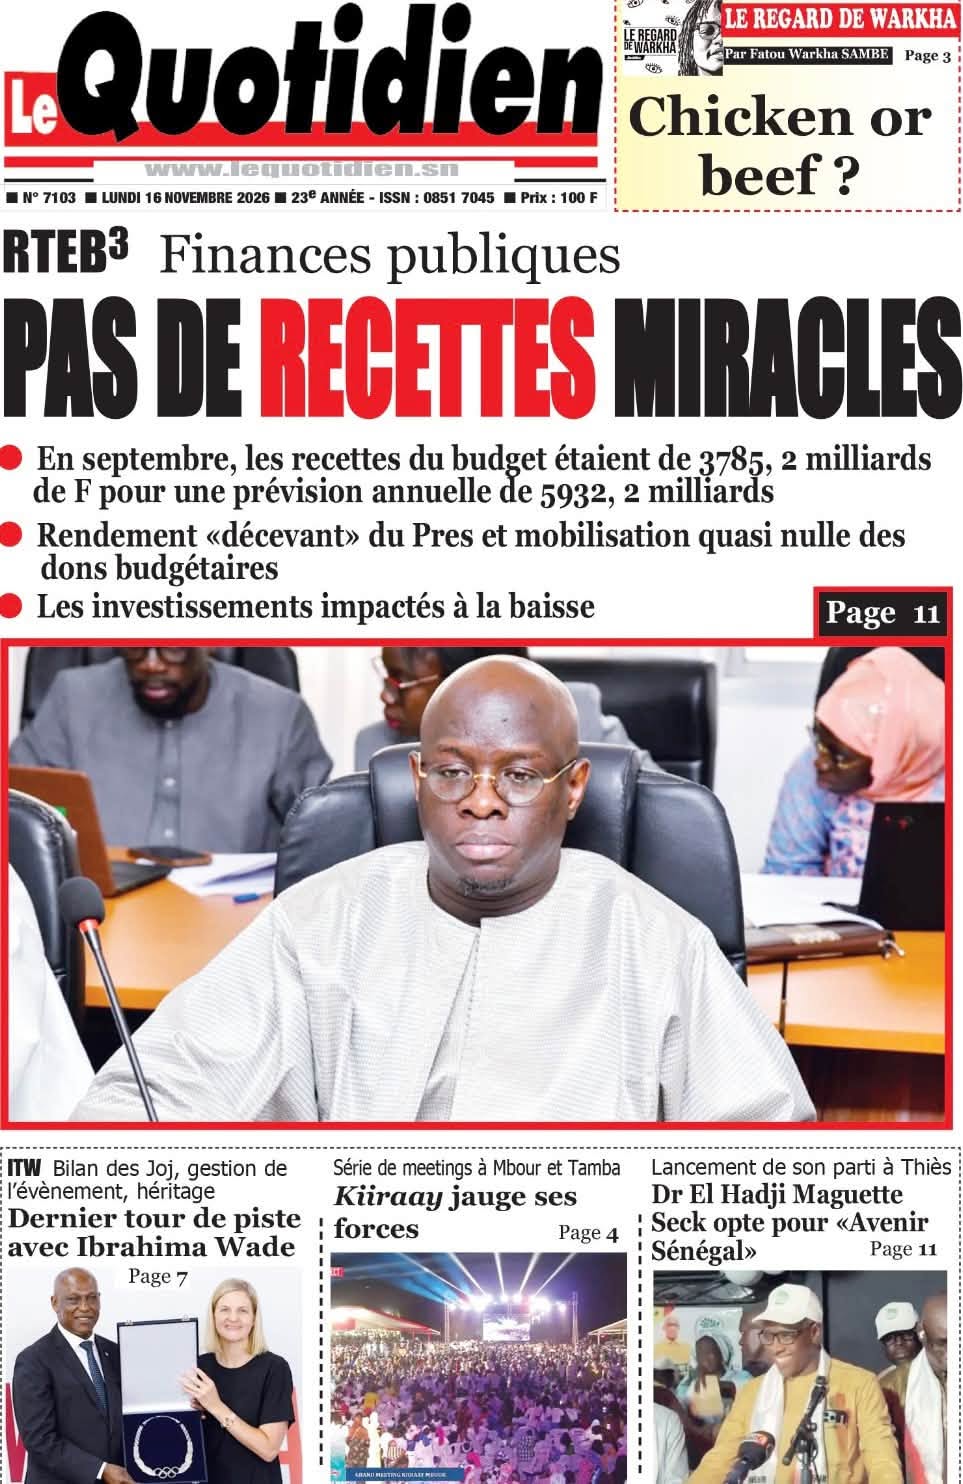 Le Quotidien
www.lequotidien.sn
■ N° 7103 ■ LUNDI 16 NOVEMBRE 2026 ■ 23e ANNÉE - ISSN : 0851 7045 ■ Prix : 100 F
LE REGARD
DE WARKHA
LE REGARD DE WARKHA
Par Fatou Warkha SAMBE Page 3
Chicken or
beef ?
RTEB3 Finances publiques
PAS DE RECETTES MIRACLES
● En septembre, les recettes du budget étaient de 3785, 2 milliards
de F pour une prévision annuelle de 5932, 2 milliards
● Rendement «décevant» du Pres et mobilisation quasi nulle des
dons budgétaires
● Les investissements impactés à la baisse
Page 11
ITW Bilan des Joj, gestion de
l'évènement, héritage
Dernier tour de piste
avec Ibrahima Wade
Page 7
Série de meetings à Mbour et Tamba
Kiiraay jauge ses
forces
Page 4
GRAND MEETING KIIRAAY MBOUR
Lancement de son parti à Thiès
Dr El Hadji Maguette
Seck opte pour «Avenir
Sénégal»
Page 11